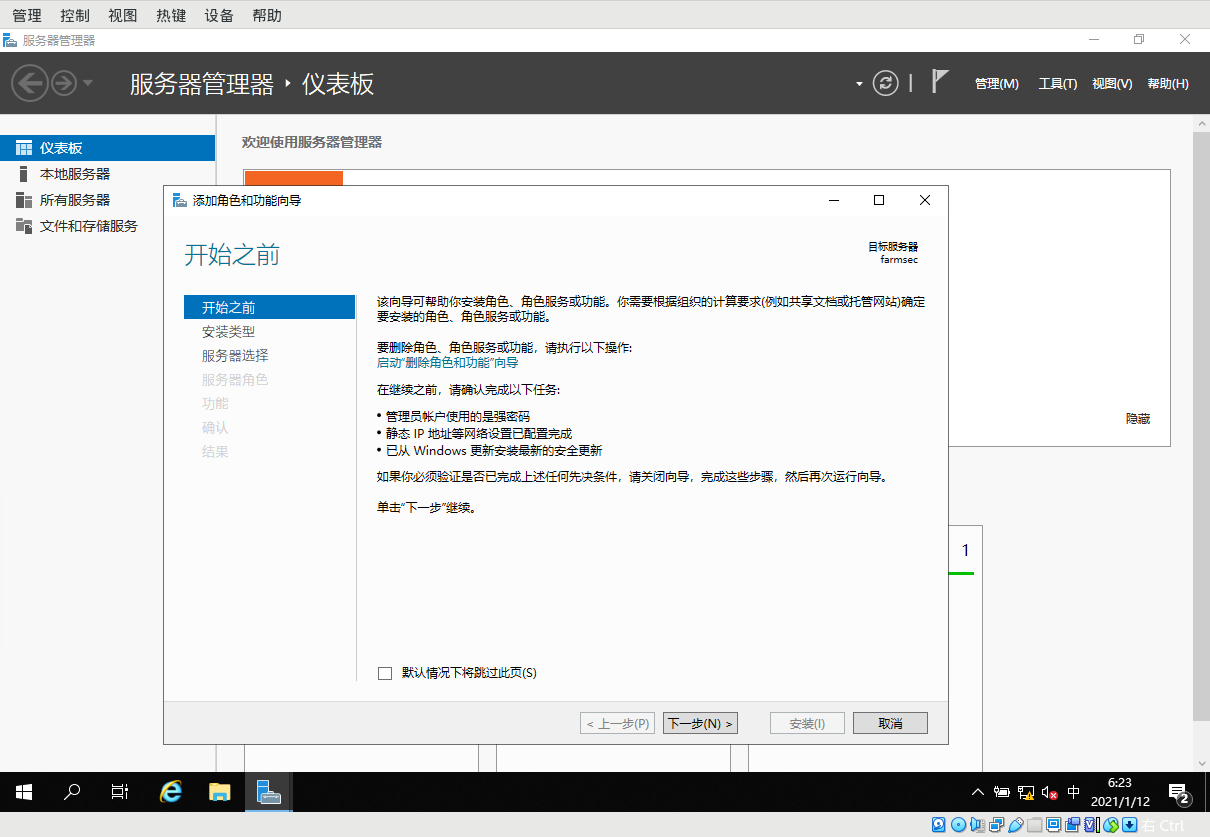 管理 控制 视图 热键 设备 帮助
服务器管理器
服务器管理器 ‣ 仪表板
管理(M) 工具(T) 视图(V) 帮助(H)
仪表板
本地服务器
所有服务器
文件和存储服务
欢迎使用服务器管理器
隐藏
1
添加角色和功能向导
开始之前
目标服务器
farmsec
开始之前
安装类型
服务器选择
服务器角色
功能
确认
结果
该向导可帮助你安装角色、角色服务或功能。你需要根据组织的计算要求(例如共享文档或托管网站)确定
要安装的角色、角色服务或功能。
要删除角色、角色服务或功能，请执行以下操作:
启动“删除角色和功能”向导
在继续之前，请确认完成以下任务:
• 管理员帐户使用的是强密码
• 静态 IP 地址等网络设置已配置完成
• 已从 Windows 更新安装最新的安全更新
如果你必须验证是否已完成上述任何先决条件，请关闭向导，完成这些步骤，然后再次运行向导。
单击“下一步”继续。
默认情况下将跳过此页(S)
< 上一步(P) 下一步(N) > 安装(I) 取消
中
6:23
2021/1/12
2
右 Ctrl